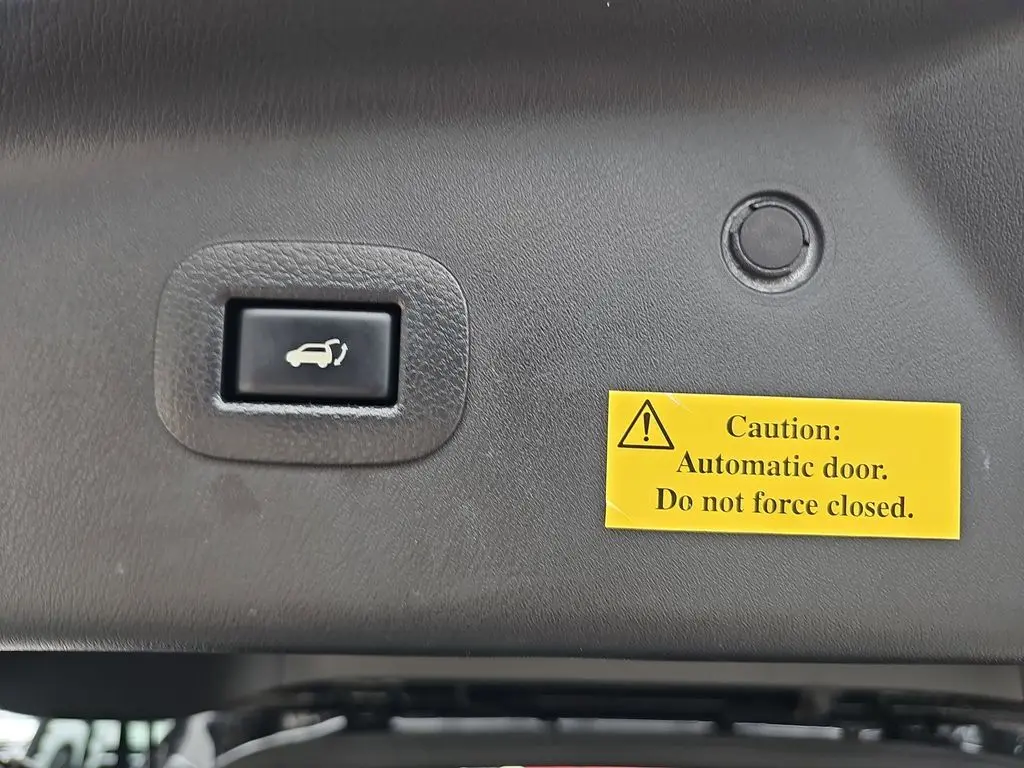 Caution:
Automatic door.
Do not force closed.